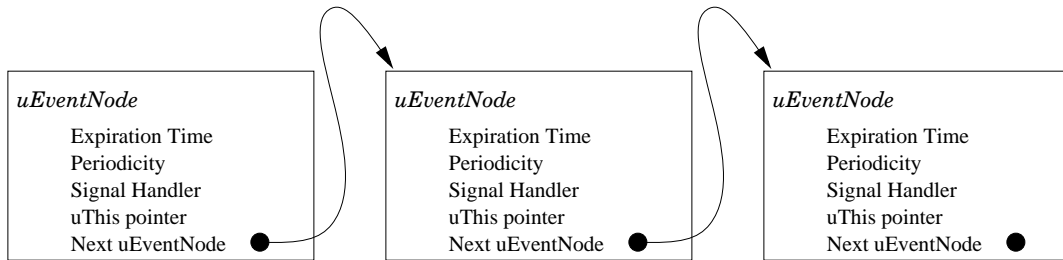 uEventNode
Expiration Time
Periodicity
Signal Handler
uThis pointer
Next uEventNode
uEventNode
Expiration Time
Periodicity
Signal Handler
uThis pointer
Next uEventNode
uEventNode
Expiration Time
Periodicity
Signal Handler
uThis pointer
Next uEventNode